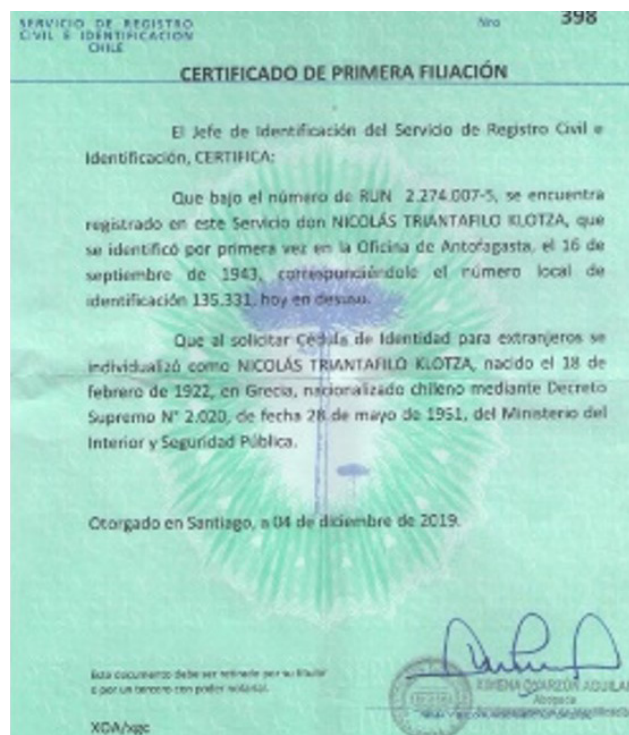 SERVICIO DE REGISTRO
CIVIL E IDENTIFICACION
CHILE
Nro 398
CERTIFICADO DE PRIMERA FILIACIÓN
El Jefe de Identificación del Servicio de Registro Civil e
Identificación, CERTIFICA:
Que bajo el número de RUN 2.274.007-5, se encuentra
registrado en este Servicio don NICOLÁS TRIANTAFILO KLOTZA, que
se identificó por primera vez en la Oficina de Antofagasta, el 16 de
septiembre de 1943, correspondiéndole el número local de
identificación 135.331, hoy en desuso.
Que al solicitar Cédula de Identidad para extranjeros se
individualizó como NICOLÁS TRIANTAFILO KLOTZA, nacido el 18 de
febrero de 1922, en Grecia, nacionalizado chileno mediante Decreto
Supremo N° 2.020, de fecha 28 de mayo de 1951, del Ministerio del
Interior y Seguridad Pública.
Otorgado en Santiago, a 04 de diciembre de 2019.
Este documento debe ser retirado por su titular
o por un tercero con poder notarial.
XIMENA OYARZÚN AGUILAR
Abogada
XOA/xgc